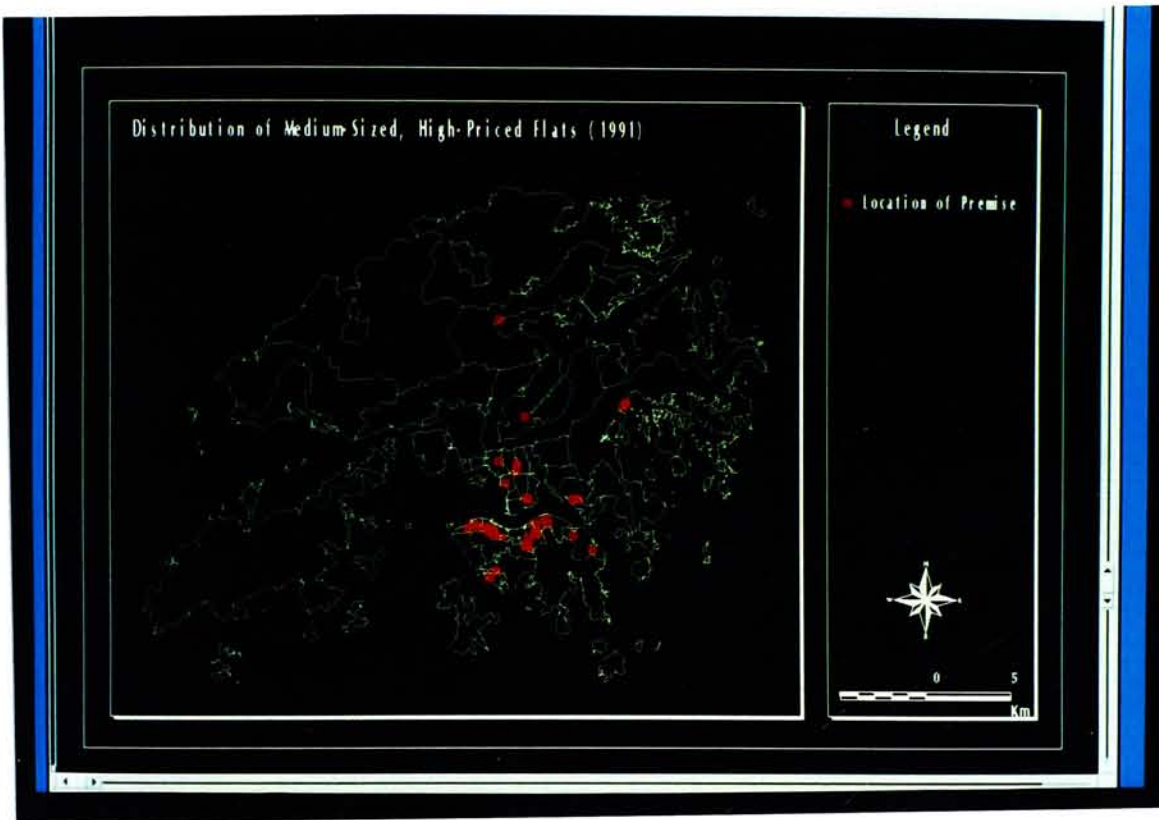 Distribution of Medium-Sized, High-Priced Flats (1991)
Legend
Location of Premise
N
0 5
Km